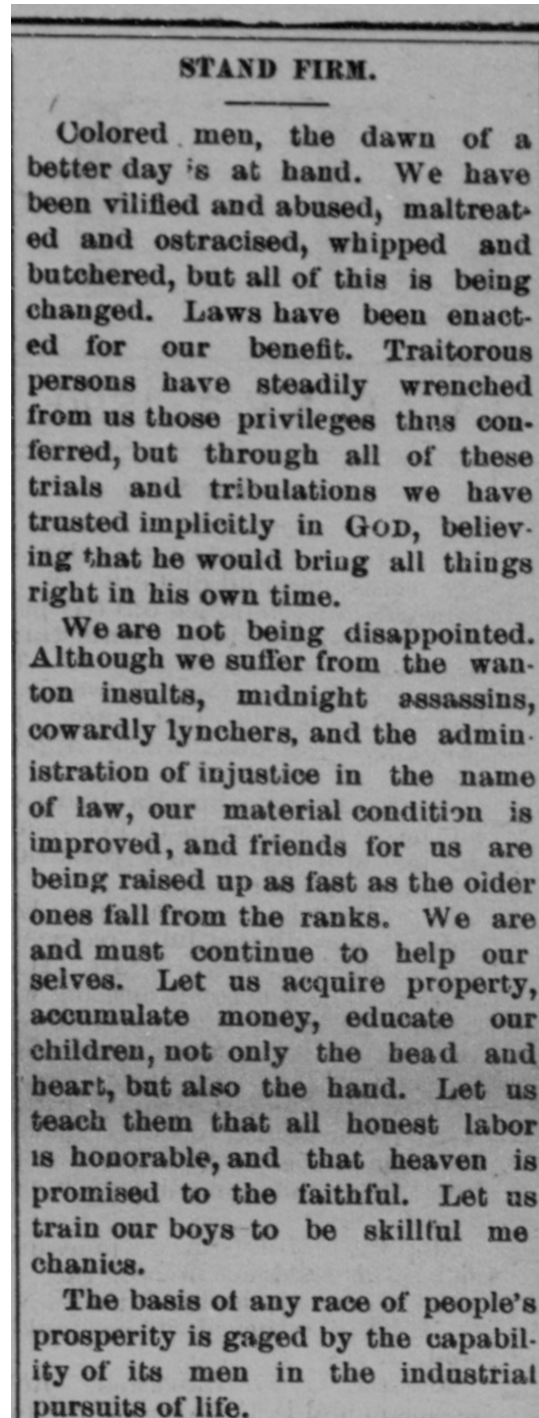 STAND FIRM.
Colored men, the dawn of a
better day is at hand. We have
been vilified and abused, maltreat-
ed and ostracised, whipped and
butchered, but all of this is being
changed. Laws have been enact-
ed for our benefit. Traitorous
persons have steadily wrenched
from us those privileges thus con-
ferred, but through all of these
trials and tribulations we have
trusted implicitly in GOD, believ-
ing that he would bring all things
right in his own time.
We are not being disappointed.
Although we suffer from the wan-
ton insults, midnight assassins,
cowardly lynchers, and the admin-
istration of injustice in the name
of law, our material condition is
improved, and friends for us are
being raised up as fast as the older
ones fall from the ranks. We are
and must continue to help our
selves. Let us acquire property,
accumulate money, educate our
children, not only the head and
heart, but also the hand. Let us
teach them that all honest labor
is honorable, and that heaven is
promised to the faithful. Let us
train our boys to be skillful me
chanics.
The basis of any race of people's
prosperity is gaged by the capabil-
ity of its men in the industrial
pursuits of life.